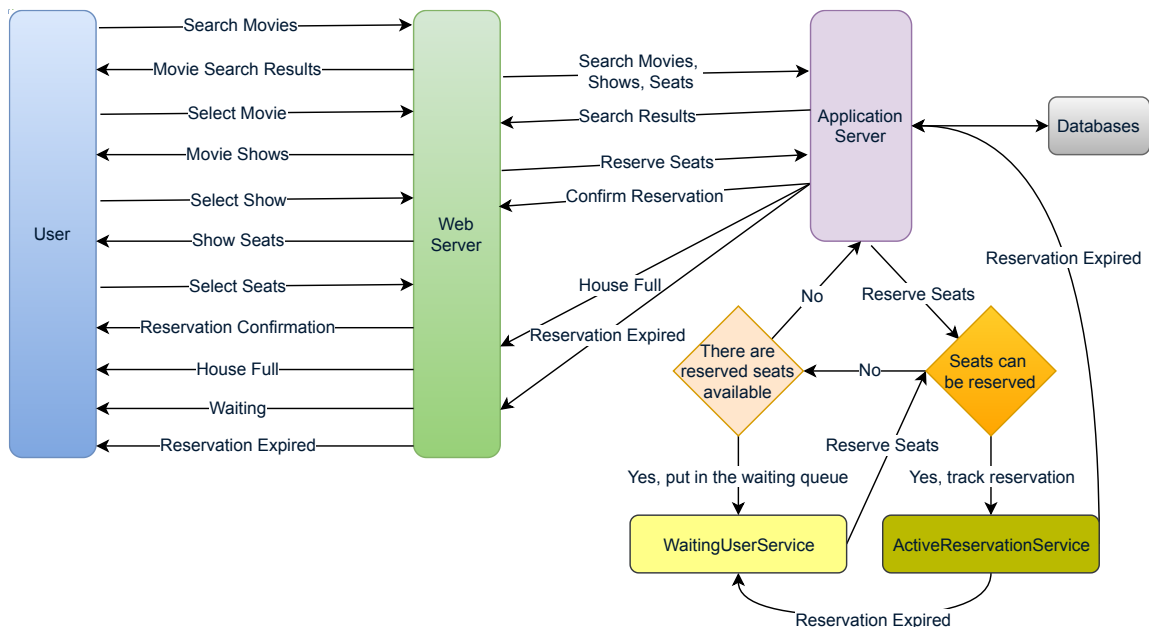 Search Movies
Movie Search Results
Select Movie
Movie Shows
Select Show
Show Seats
Select Seats
Reservation Confirmation
House Full
Waiting
Reservation Expired
User
Web
Server
Search Movies,
Shows, Seats
Search Results
Reserve Seats
Confirm Reservation
House Full
Reservation Expired
Application
Server
Databases
Reservation Expired
No
Reserve Seats
There are
reserved seats
available
No
Seats can
be reserved
Reserve Seats
Yes, put in the waiting queue
Yes, track reservation
WaitingUserService
ActiveReservationService
Reservation Expired